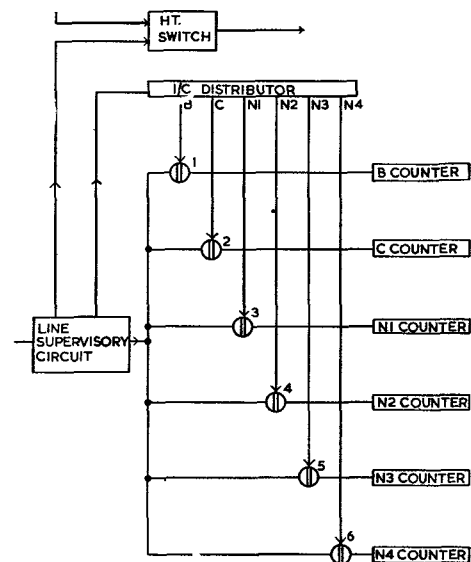 HT.
SWITCH
I/C DISTRIBUTOR
B C N1 N2 N3 N4
1
B COUNTER
2
C COUNTER
3
LINE
SUPERVISORY
CIRCUIT
N1 COUNTER
4
N2 COUNTER
5
N3 COUNTER
6
N4 COUNTER